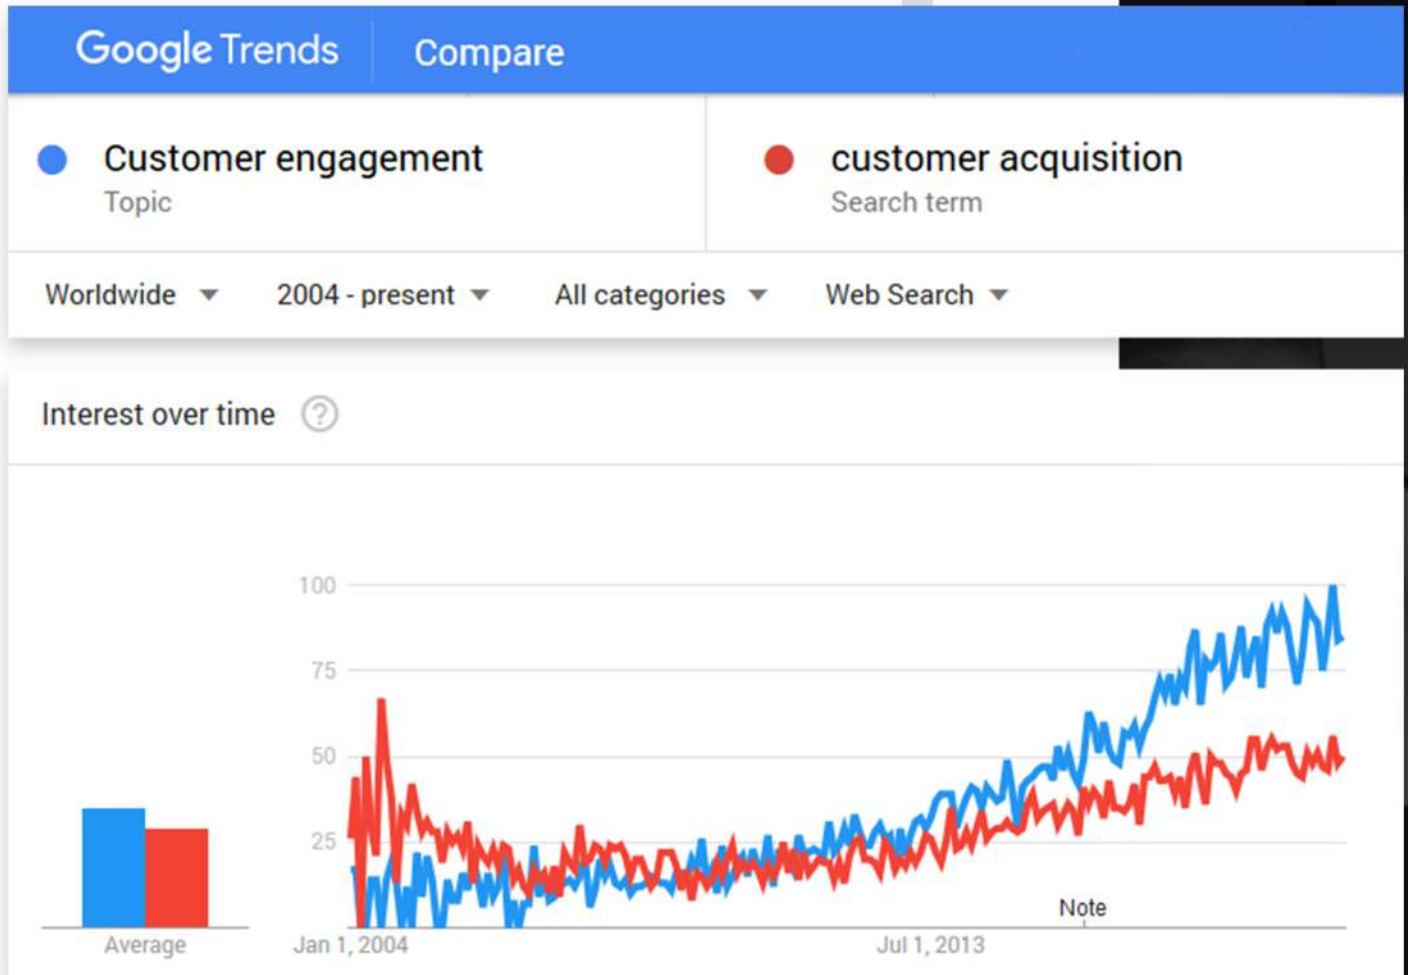 Google Trends Compare
Customer engagement
Topic
customer acquisition
Search term
Worldwide 2004 - present All categories Web Search
Interest over time ?
100
75
50
25
Note
Average Jan 1, 2004 Jul 1, 2013